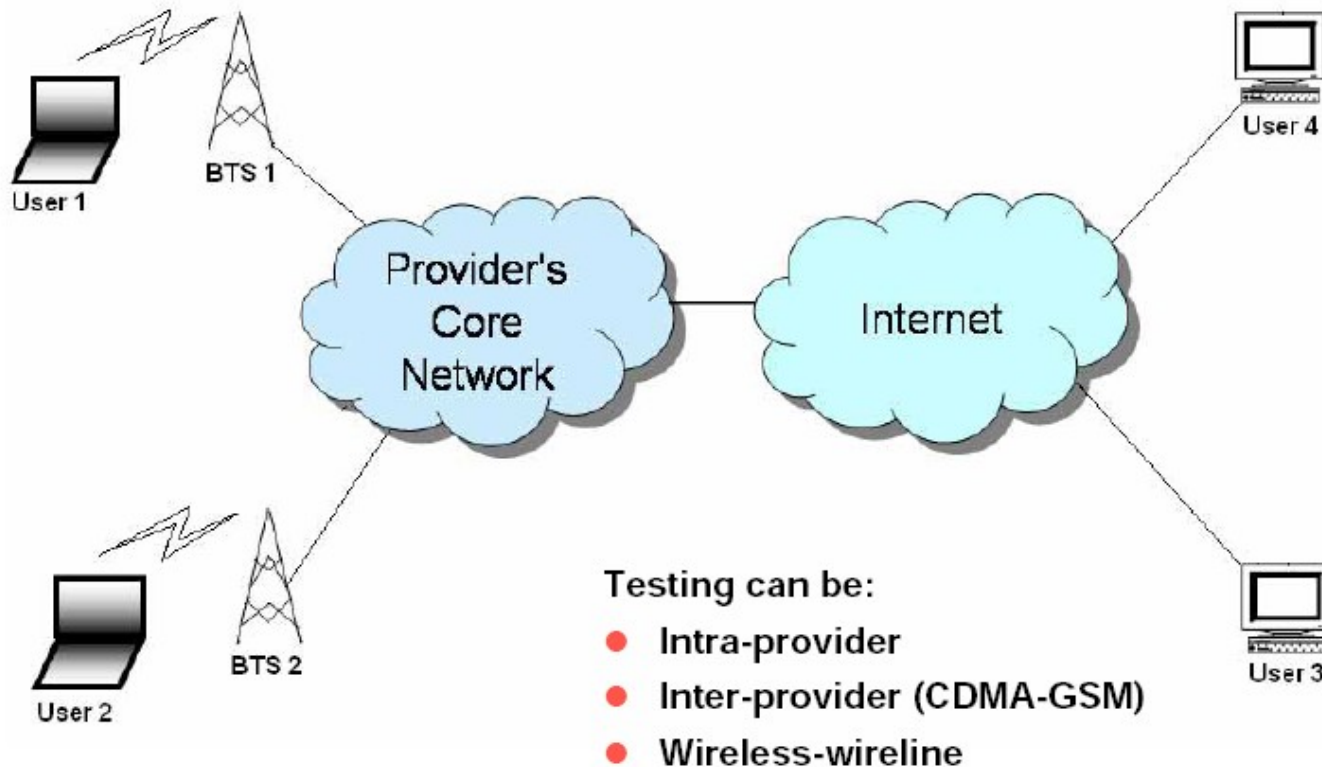 User 4
BTS 1
User 1
Provider's
Core
Network
Internet
Testing can be:
Intra-provider
Inter-provider (CDMA-GSM)
Wireless-wireline
BTS 2
User 3
User 2